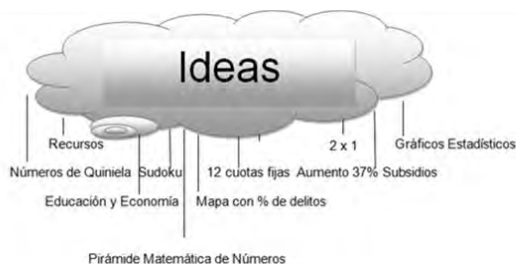 Ideas
Recursos
2 x 1
Gráficos Estadísticos
Números de Quiniela
Sudoku
12 cuotas fijas
Aumento 37%
Subsidios
Educación y Economía
Mapa con % de delitos
Pirámide Matemática de Números